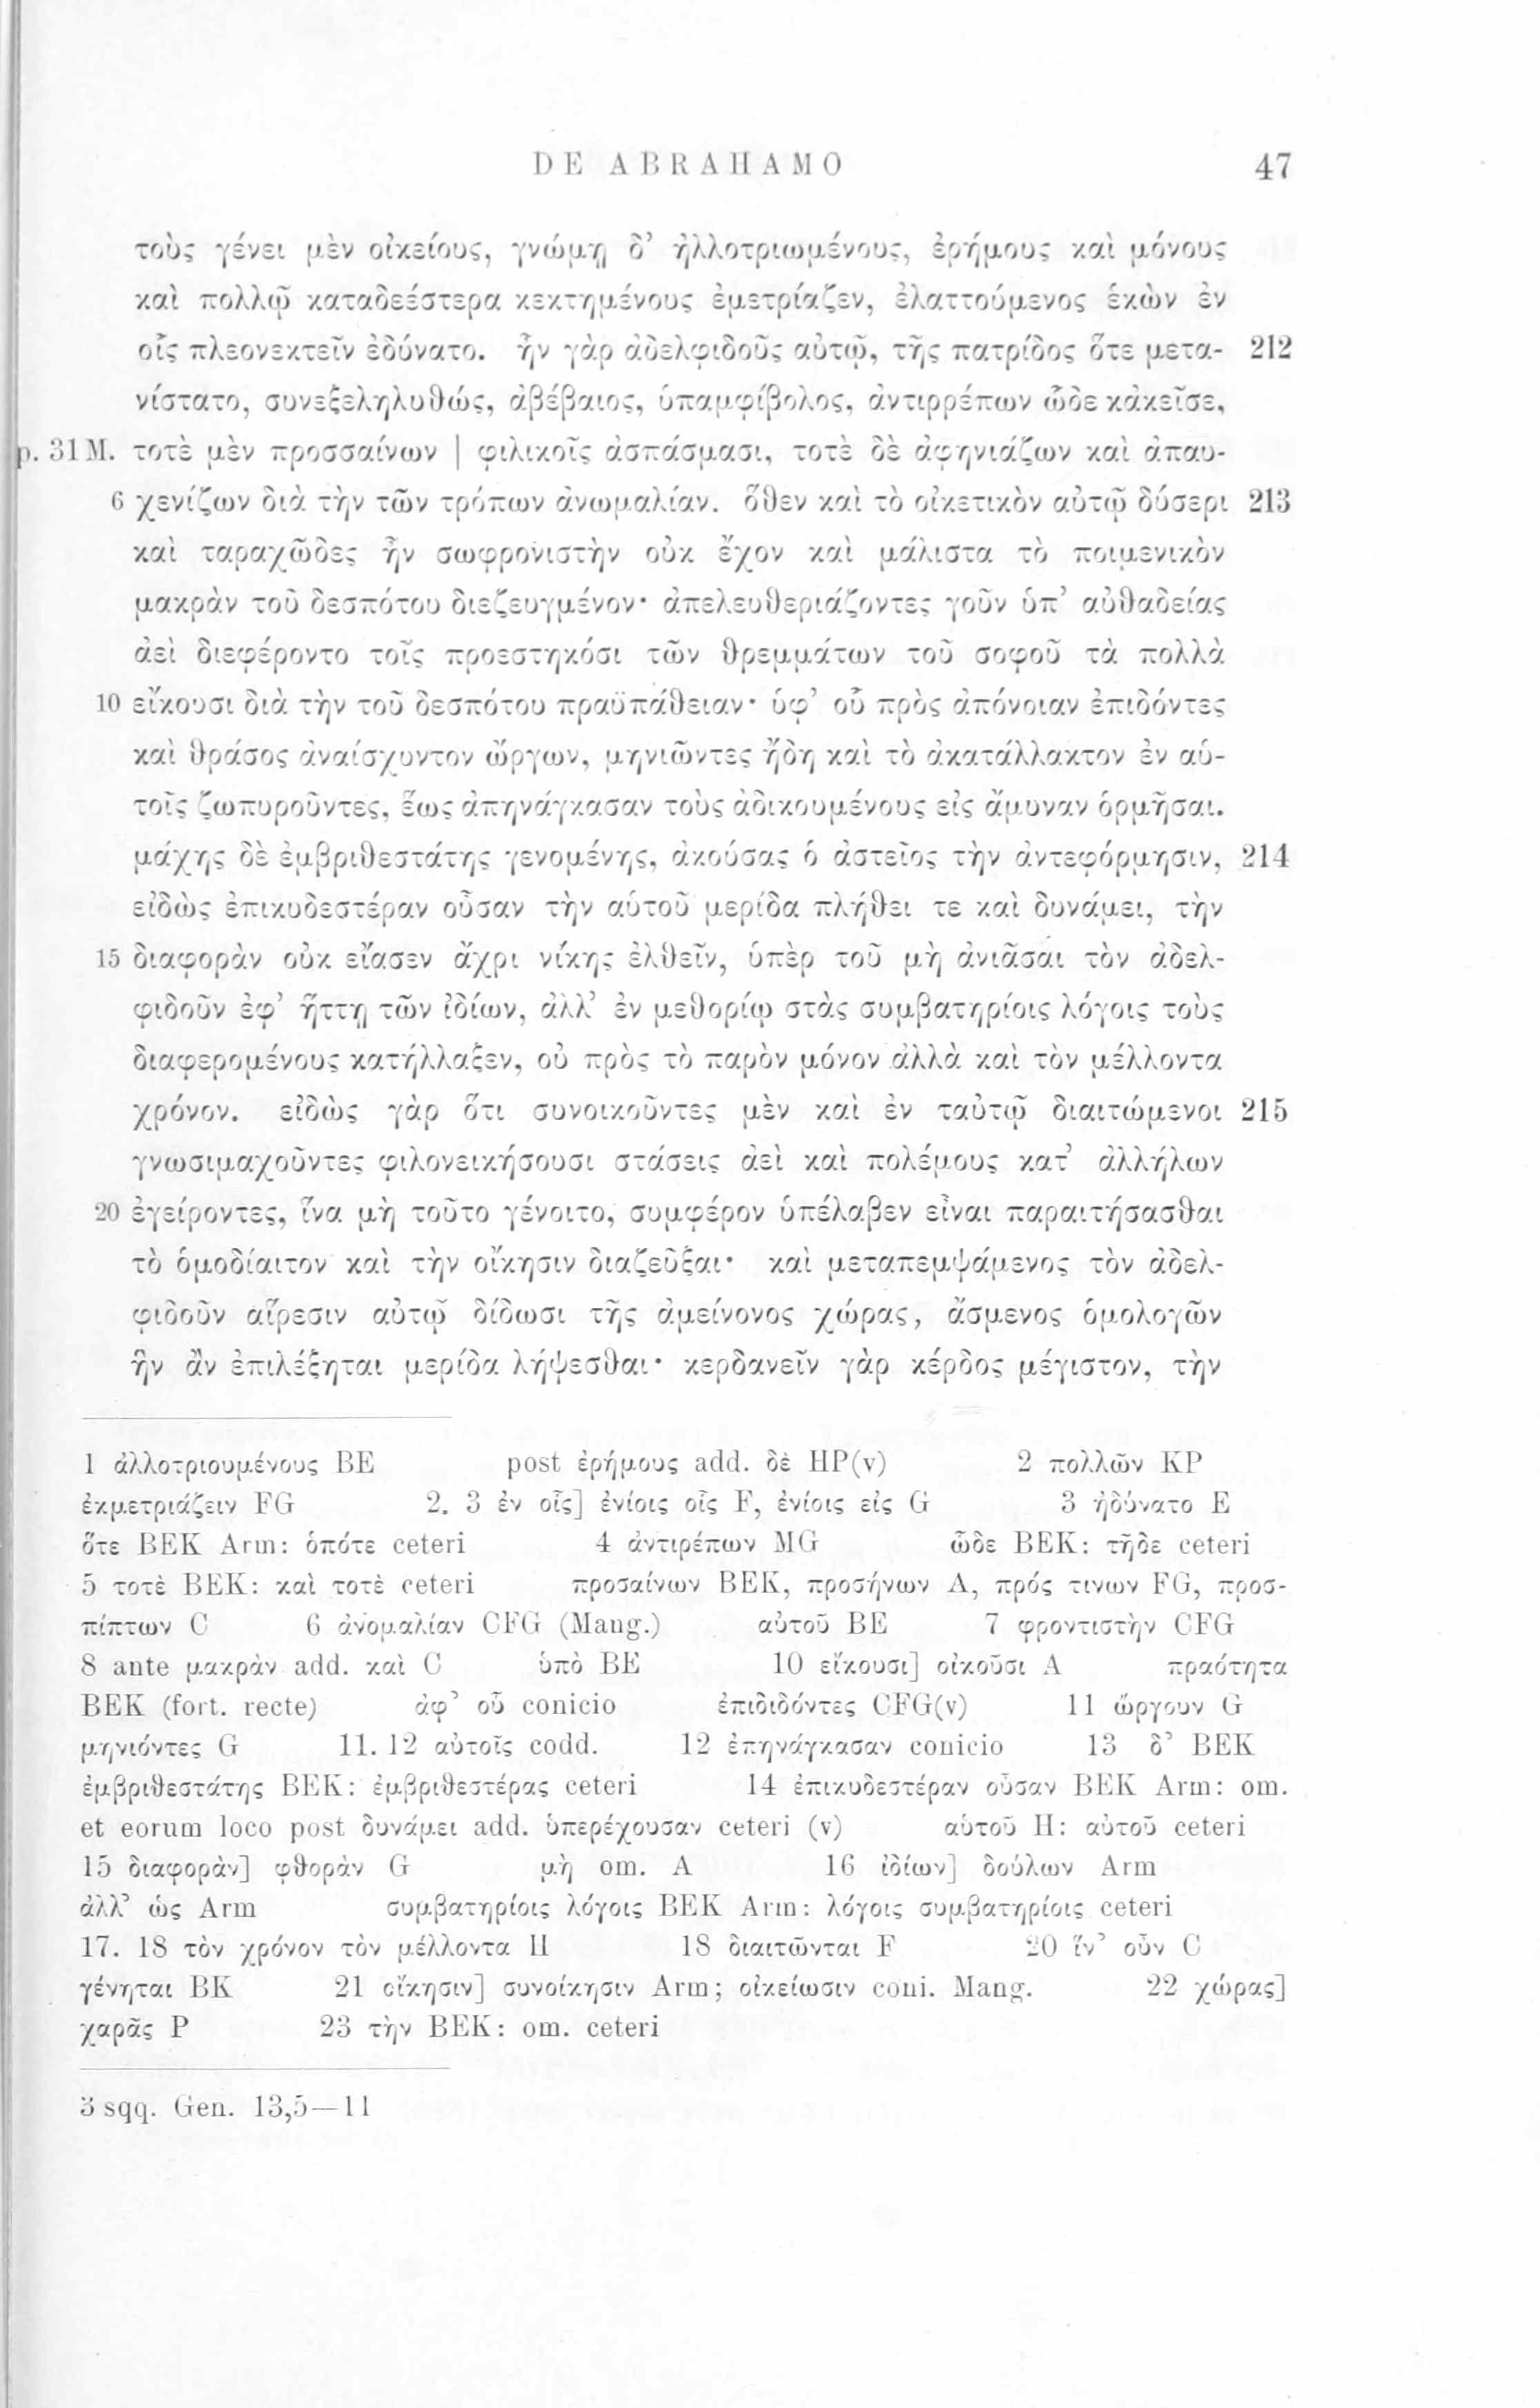 DE ABRAHAMO 47
τοὺς γένει μὲν οἰκείους, γνώμῃ δ’ ἠλλοτριωμένους, ἐρήμους καὶ μόνους
καὶ πολλῷ καταδεέστερα κεκτημένους ἐμετρίαζεν, ἐλαττούμενος ἑκὼν ἐν
οἷς πλεονεκτεῖν ἐδύνατο. ἦν γὰρ ἀδελφιδοῦς αὐτῷ, τῆς πατρίδος ὅτε μετα- 212
νίστατο, συνεξεληλυθώς, ἀβέβαιος, ὑπαμφίβολος, ἀντιρρέπων ὧδε κἀκεῖσε,
p. 31 M. τοτὲ μὲν προσσαίνων | φιλικοῖς ἀσπάσμασι, τοτὲ δὲ ἀφηνιάζων καὶ ἀπαυ-
6 χενίζων διὰ τὴν τῶν τρόπων ἀνωμαλίαν. ὅθεν καὶ τὸ οἰκετικὸν αὐτῷ δύσερι 213
καὶ ταραχῶδες ἦν σωφρονιστὴν οὐκ ἔχον καὶ μάλιστα τὸ ποιμενικὸν
μακρὰν τοῦ δεσπότου διεζευγμένον· ἀπελευθεριάζοντες γοῦν ὑπ’ αὐθαδείας
ἀεὶ διεφέροντο τοῖς προεστηκόσι τῶν θρεμμάτων τοῦ σοφοῦ τὰ πολλὰ
10 εἴκουσι διὰ τὴν τοῦ δεσπότου πραϋπάθειαν· ὑφ’ οὗ πρὸς ἀπόνοιαν ἐπιδόντες
καὶ θράσος ἀναίσχυντον ὤργων, μηνιῶντες ἤδη καὶ τὸ ἀκατάλλακτον ἐν αὑ-
τοῖς ζωπυροῦντες, ἕως ἀπηνάγκασαν τοὺς ἀδικουμένους εἰς ἄμυναν ὁρμῆσαι.
μάχης δὲ ἐμβριθεστάτης γενομένης, ἀκούσας ὁ ἀστεῖος τὴν ἀντεφόρμησιν, 214
εἰδὼς ἐπικυδεστέραν οὖσαν τὴν αὑτοῦ μερίδα πλήθει τε καὶ δυνάμει, τὴν
15 διαφορὰν οὐκ εἴασεν ἄχρι νίκης ἐλθεῖν, ὑπὲρ τοῦ μὴ ἀνιᾶσαι τὸν ἀδελ-
φιδοῦν ἐφ’ ἥττῃ τῶν ἰδίων, ἀλλ’ ἐν μεθορίῳ στὰς συμβατηρίοις λόγοις τοὺς
διαφερομένους κατήλλαξεν, οὐ πρὸς τὸ παρὸν μόνον ἀλλὰ καὶ τὸν μέλλοντα
χρόνον. εἰδὼς γὰρ ὅτι συνοικοῦντες μὲν καὶ ἐν ταὐτῷ διαιτώμενοι 215
γνωσιμαχοῦντες φιλονεικήσουσι στάσεις ἀεὶ καὶ πολέμους κατ’ ἀλλήλων
20 ἐγείροντες, ἵνα μὴ τοῦτο γένοιτο, συμφέρον ὑπέλαβεν εἶναι παραιτήσασθαι
τὸ ὁμοδίαιτον καὶ τὴν οἴκησιν διαζεῦξαι· καὶ μεταπεμψάμενος τὸν ἀδελ-
φιδοῦν αἵρεσιν αὐτῷ δίδωσι τῆς ἀμείνονος χώρας, ἄσμενος ὁμολογῶν
ἣν ἂν ἐπιλέξηται μερίδα λήψεσθαι· κερδανεῖν γὰρ κέρδος μέγιστον, τὴν
1 ἀλλοτριουμένους BE post ἐρήμους add. δὲ HP(v) 2 πολλῶν KP
ἐκμετριάζειν FG 2. 3 ἐν οἷς] ἐνίοις οἷς F, ἐνίοις εἰς G 3 ἠδύνατο E
ὅτε BEK Arm: ὁπότε ceteri 4 ἀντιρέπων MG ὧδε BEK: τῇδε ceteri
5 τοτὲ BEK: καὶ τοτὲ ceteri προσαίνων BEK, προσήνων A, πρός τινων FG, προσ-
πίπτων C 6 ἀνομαλίαν CFG (Mang.) αὐτοῦ BE 7 φροντιστὴν CFG
8 ante μακρὰν add. καὶ C ὑπὸ BE 10 εἴκουσι] οἰκοῦσι A πραότητα
BEK (fort. recte) ἀφ’ οὗ conicio ἐπιδιδόντες CFG(v) 11 ὤργουν G
μηνιόντες G 11. 12 αὐτοῖς codd. 12 ἐπηνάγκασαν conicio 13 δ’ BEK
ἐμβριθεστάτης BEK: ἐμβριθεστέρας ceteri 14 ἐπικυδεστέραν οὖσαν BEK Arm: om.
et eorum loco post δυνάμει add. ὑπερέχουσαν ceteri (v) αὑτοῦ H: αὐτοῦ ceteri
15 διαφορὰν] φθορὰν G μὴ om. A 16 ἰδίων] δούλων Arm
ἀλλ’ ὡς Arm συμβατηρίοις λόγοις BEK Arm: λόγοις συμβατηρίοις ceteri
17. 18 τὸν χρόνον τὸν μέλλοντα H 18 διαιτῶνται F 20 ἵν’ οὖν C
γένηται BK 21 οἴκησιν] συνοίκησιν Arm; οἰκείωσιν coni. Mang. 22 χώρας]
χαρᾶς P 23 τὴν BEK: om. ceteri
3 sqq. Gen. 13,5—11